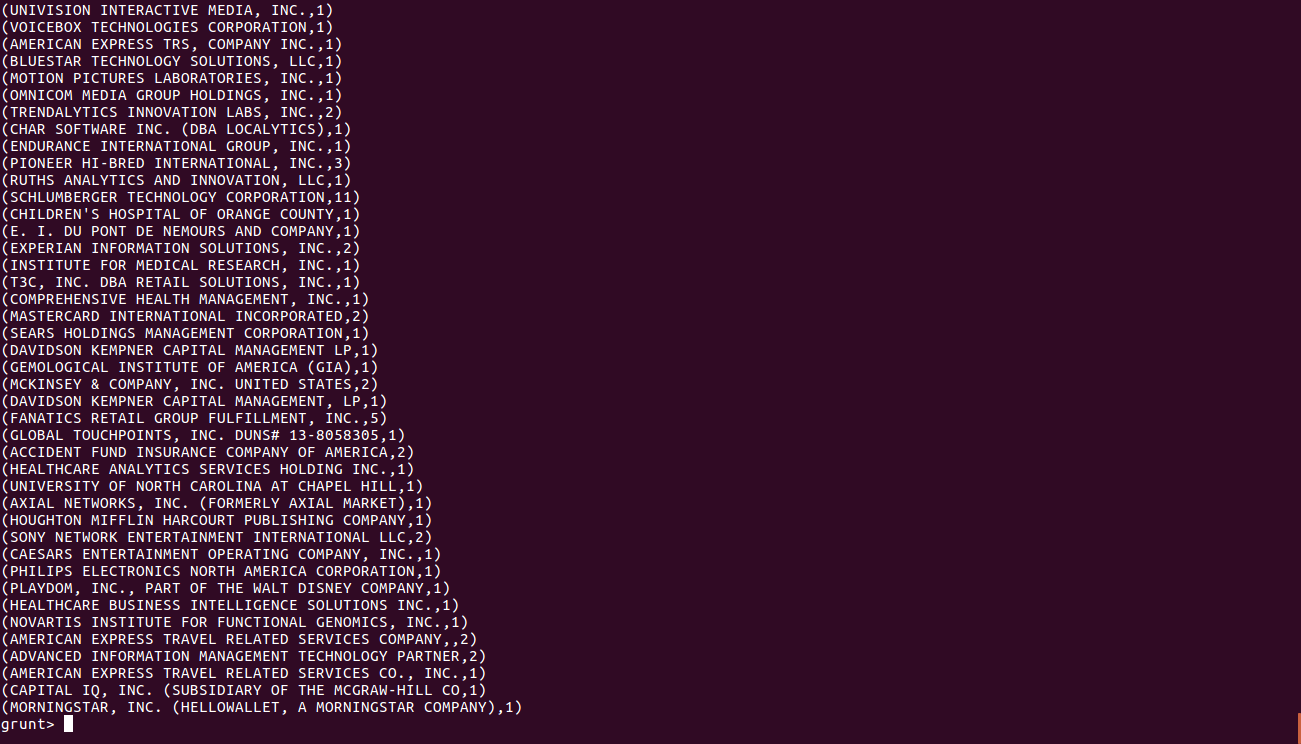 (UNIVISION INTERACTIVE MEDIA, INC.,1)
(VOICEBOX TECHNOLOGIES CORPORATION,1)
(AMERICAN EXPRESS TRS, COMPANY INC.,1)
(BLUESTAR TECHNOLOGY SOLUTIONS, LLC,1)
(MOTION PICTURES LABORATORIES, INC.,1)
(OMNICOM MEDIA GROUP HOLDINGS, INC.,1)
(TRENDALYTICS INNOVATION LABS, INC.,2)
(CHAR SOFTWARE INC. (DBA LOCALYTICS),1)
(ENDURANCE INTERNATIONAL GROUP, INC.,1)
(PIONEER HI-BRED INTERNATIONAL, INC.,3)
(RUTHS ANALYTICS AND INNOVATION, LLC,1)
(SCHLUMBERGER TECHNOLOGY CORPORATION,11)
(CHILDREN'S HOSPITAL OF ORANGE COUNTY,1)
(E. I. DU PONT DE NEMOURS AND COMPANY,1)
(EXPERIAN INFORMATION SOLUTIONS, INC.,2)
(INSTITUTE FOR MEDICAL RESEARCH, INC.,1)
(T3C, INC. DBA RETAIL SOLUTIONS, INC.,1)
(COMPREHENSIVE HEALTH MANAGEMENT, INC.,1)
(MASTERCARD INTERNATIONAL INCORPORATED,2)
(SEARS HOLDINGS MANAGEMENT CORPORATION,1)
(DAVIDSON KEMPNER CAPITAL MANAGEMENT LP,1)
(GEMOLOGICAL INSTITUTE OF AMERICA (GIA),1)
(MCKINSEY & COMPANY, INC. UNITED STATES,2)
(DAVIDSON KEMPNER CAPITAL MANAGEMENT, LP,1)
(FANATICS RETAIL GROUP FULFILLMENT, INC.,5)
(GLOBAL TOUCHPOINTS, INC. DUNS# 13-8058305,1)
(ACCIDENT FUND INSURANCE COMPANY OF AMERICA,2)
(HEALTHCARE ANALYTICS SERVICES HOLDING INC.,1)
(UNIVERSITY OF NORTH CAROLINA AT CHAPEL HILL,1)
(AXIAL NETWORKS, INC. (FORMERLY AXIAL MARKET),1)
(HOUGHTON MIFFLIN HARCOURT PUBLISHING COMPANY,1)
(SONY NETWORK ENTERTAINMENT INTERNATIONAL LLC,2)
(CAESARS ENTERTAINMENT OPERATING COMPANY, INC.,1)
(PHILIPS ELECTRONICS NORTH AMERICA CORPORATION,1)
(PLAYDOM, INC., PART OF THE WALT DISNEY COMPANY,1)
(HEALTHCARE BUSINESS INTELLIGENCE SOLUTIONS INC.,1)
(NOVARTIS INSTITUTE FOR FUNCTIONAL GENOMICS, INC.,1)
(AMERICAN EXPRESS TRAVEL RELATED SERVICES COMPANY,,2)
(ADVANCED INFORMATION MANAGEMENT TECHNOLOGY PARTNER,2)
(AMERICAN EXPRESS TRAVEL RELATED SERVICES CO., INC.,1)
(CAPITAL IQ, INC. (SUBSIDIARY OF THE MCGRAW-HILL CO,1)
(MORNINGSTAR, INC. (HELLOWALLET, A MORNINGSTAR COMPANY),1)
grunt>